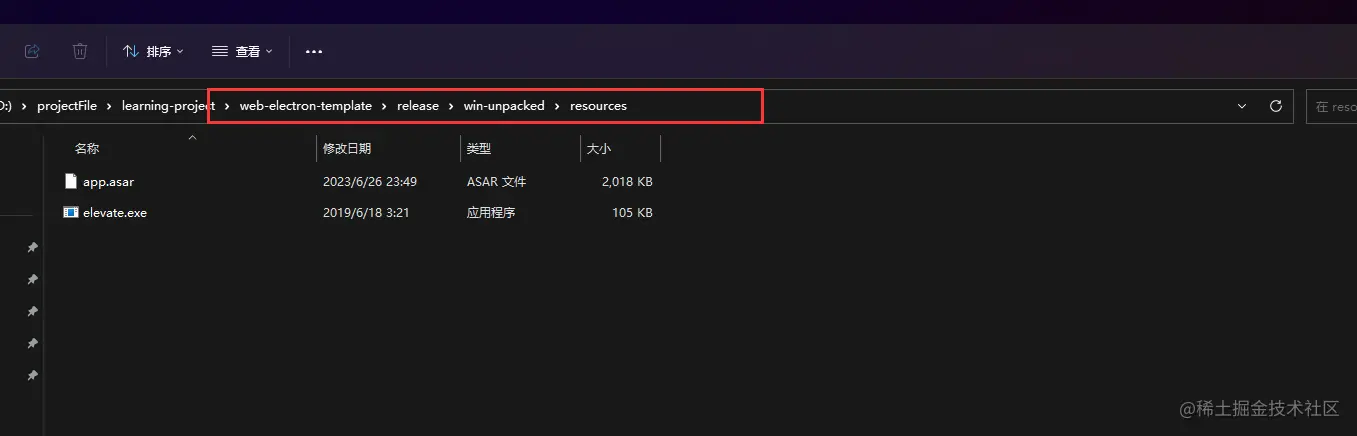 排序 查看
D:) › projectFile › learning-project › web-electron-template › release › win-unpacked › resources 在 reso
名称 修改日期 类型 大小
app.asar 2023/6/26 23:49 ASAR 文件 2,018 KB
elevate.exe 2019/6/18 3:21 应用程序 105 KB
@稀土掘金技术社区